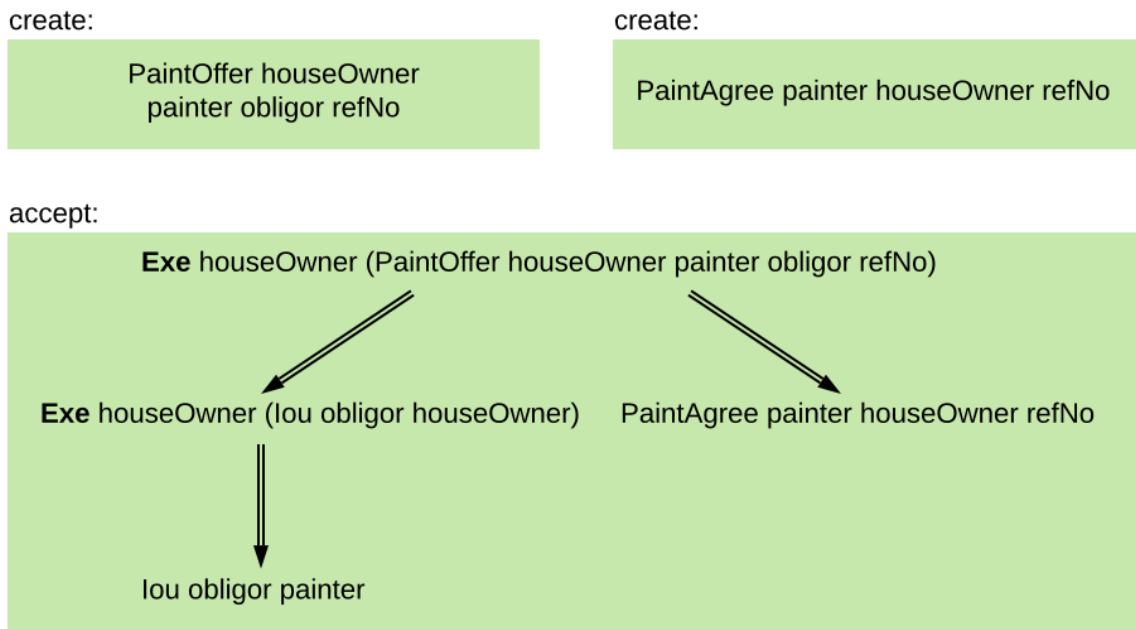 create:
PaintOffer houseOwner
painter obligor refNo
create:
PaintAgree painter houseOwner refNo
accept:
Exe houseOwner (PaintOffer houseOwner painter obligor refNo)
Exe houseOwner (Iou obligor houseOwner)
PaintAgree painter houseOwner refNo
Iou obligor painter